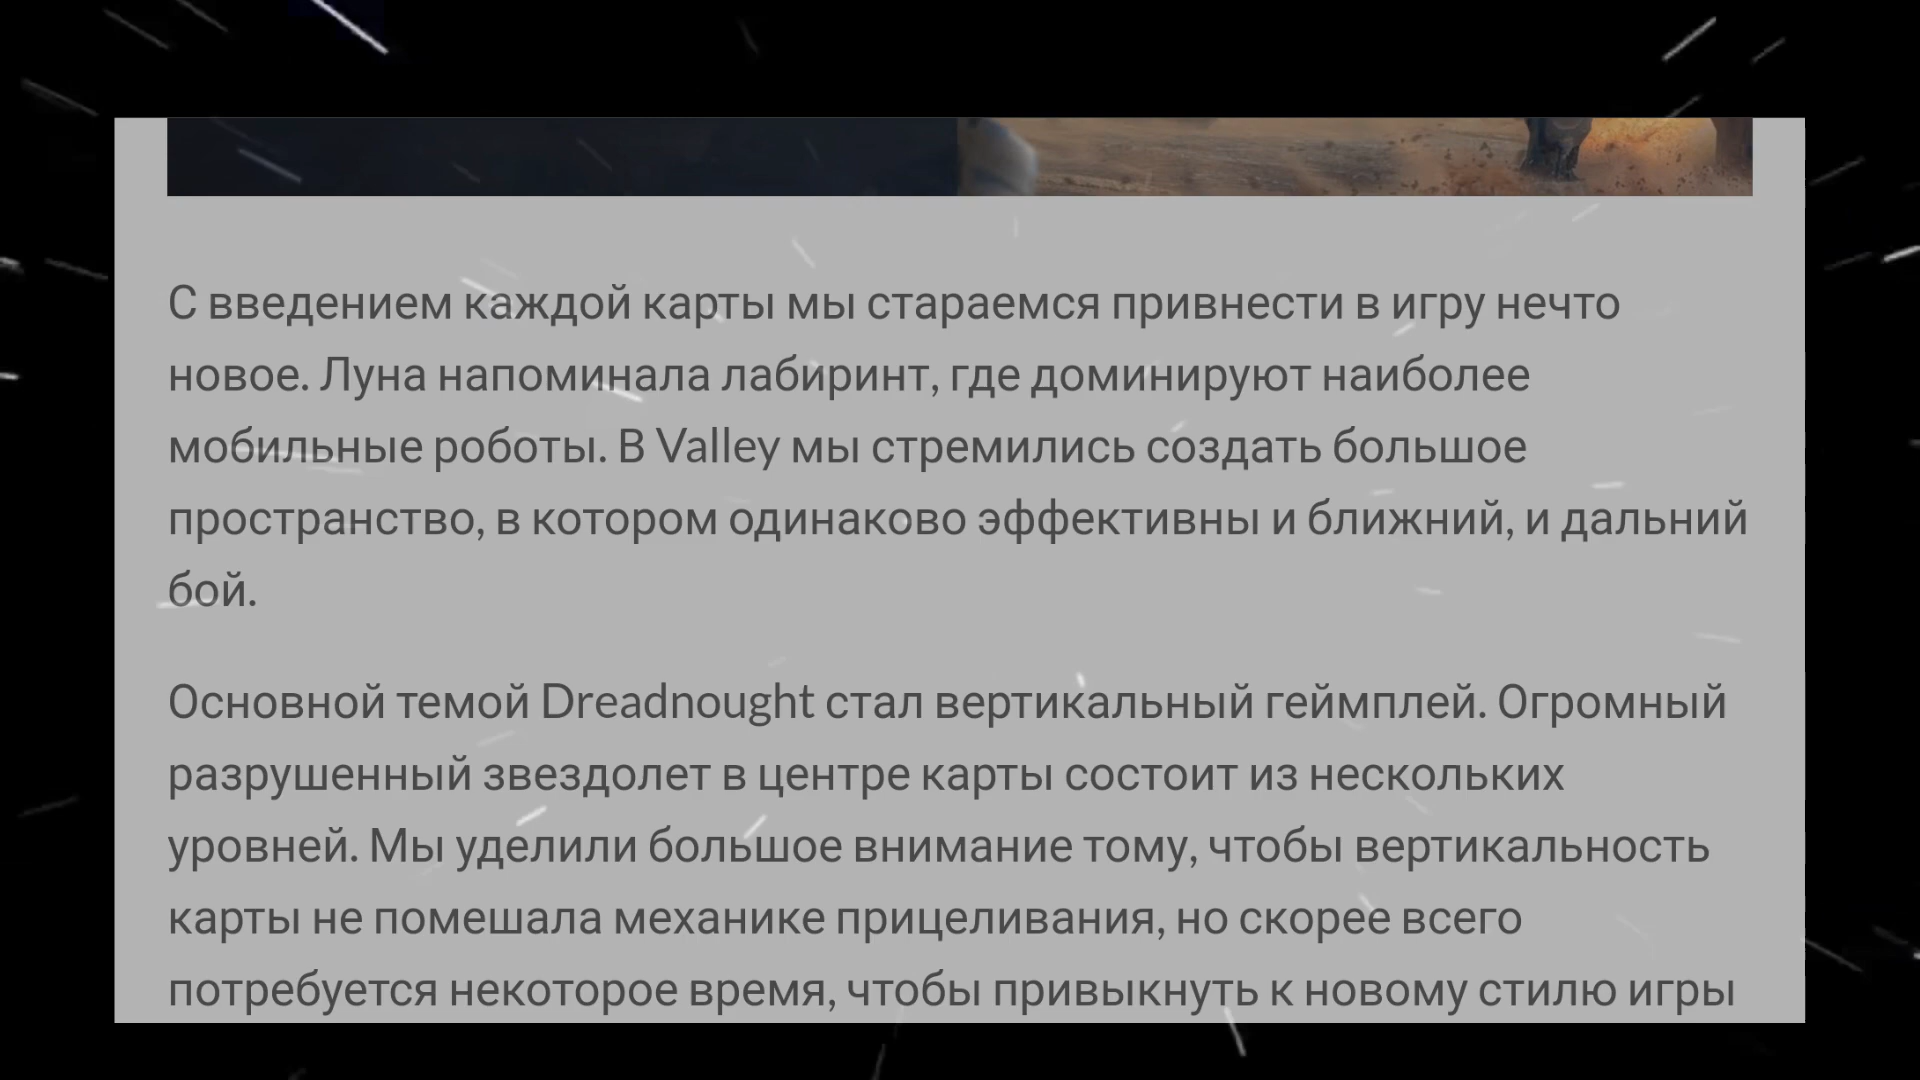 С введением каждой карты мы стараемся привнести в игру нечто
новое. Луна напоминала лабиринт, где доминируют наиболее
мобильные роботы. В Valley мы стремились создать большое
пространство, в котором одинаково эффективны и ближний, и дальний
бой.
Основной темой Dreadnought стал вертикальный геймплей. Огромный
разрушенный звездолет в центре карты состоит из нескольких
уровней. Мы уделили большое внимание тому, чтобы вертикальность
карты не помешала механике прицеливания, но скорее всего
потребуется некоторое время, чтобы привыкнуть к новому стилю игры